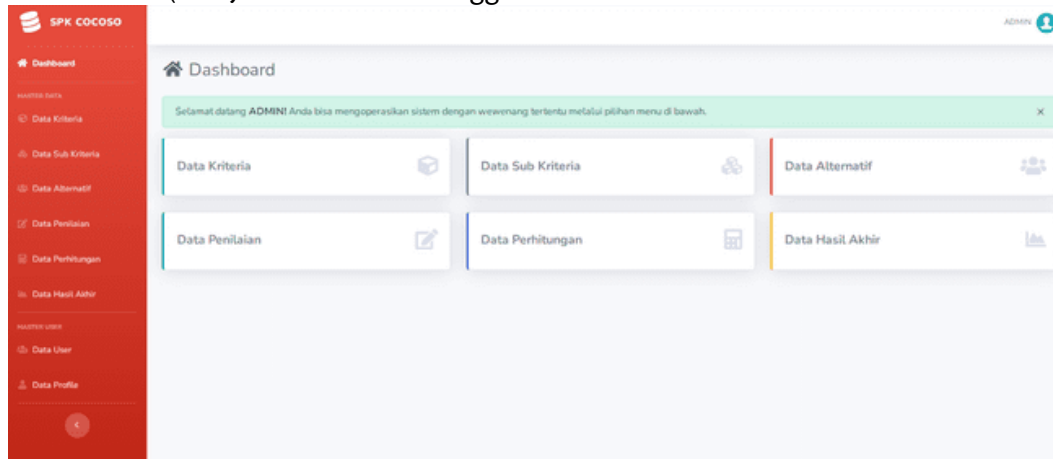 SPK COCOSO
ADMIN
Dashboard
MASTER DATA
Data Kriteria
Data Sub Kriteria
Data Alternatif
Data Penilaian
Data Perhitungan
Data Hasil Akhir
MASTER USER
Data User
Data Profile
Dashboard
Selamat datang ADMIN! Anda bisa mengoperasikan sistem dengan wewenang tertentu melalui pilihan menu di bawah.
Data Kriteria
Data Sub Kriteria
Data Alternatif
Data Penilaian
Data Perhitungan
Data Hasil Akhir